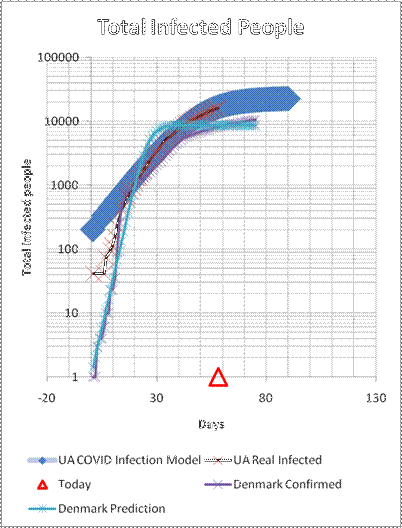 Total Infected People
100000
10000
1000
100
10
1
Total Infected people
-20 30 80 130
Days
UA COVID Infection Model UA Real Infected
Today Denmark Confirmed
Denmark Prediction